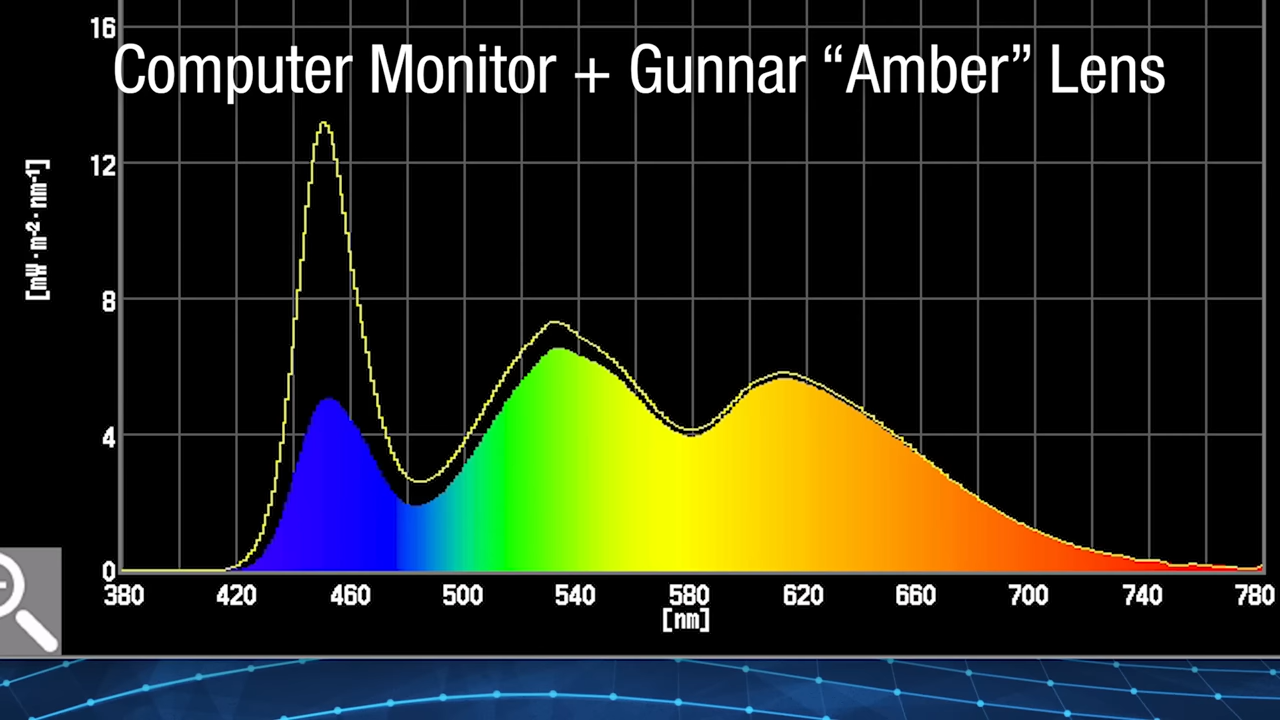 16
Computer Monitor + Gunnar “Amber” Lens
12
[mW·m-2·nm-1]
8
4
0
380 420 460 500 540 580 620 660 700 740 780
[nm]